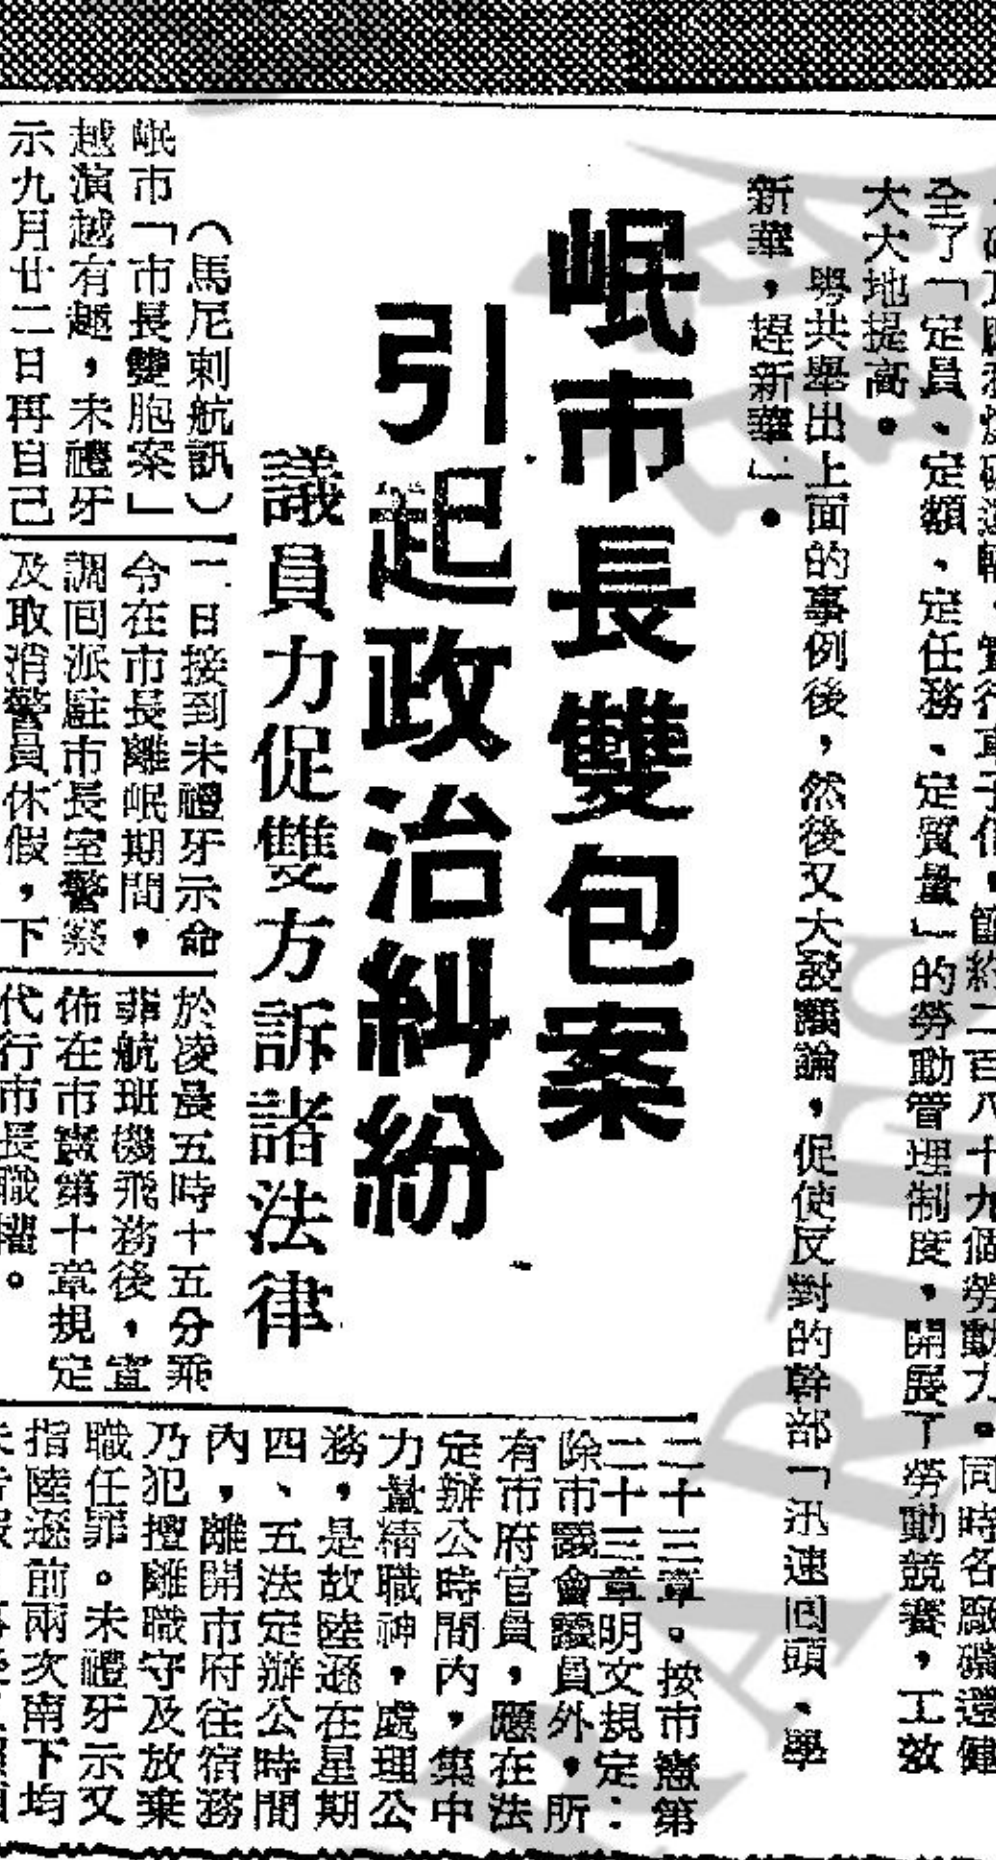 全了「定員、定額、定任務、定質量」的勞動管理制度，開展了勞動競賽，工效
大大地提高。
粵共舉出上面的事例後，然後又大發議論，促使反對的幹部「迅速回頭、學
新華，趕新華」。
岷市長雙包案
引起政治糾紛
議員力促雙方訴諸法律
（馬尼剌航訊）
岷市「市長雙胞案」
越演越有趣，未禮牙
示九月廿二日再自己
一日接到未禮牙示命
令在市長離岷期間，
調回派駐市長室警察
及取消警員休假，下
於凌晨五時十五分乘
菲航班機飛務後，宣
佈在市憲第十章規定
代行市長職權。
二十三章。按市憲第
二十三章明文規定：
除市議會議員外，所
有市府官員，應在法
定辦公時間內，集中
力量精職神，處理公
務，是故陸遜在星期
四、五法定辦公時間
內，離開市府往宿務
乃犯擅離職守及放棄
職任罪。未禮牙示又
指陸遜前兩次南下均